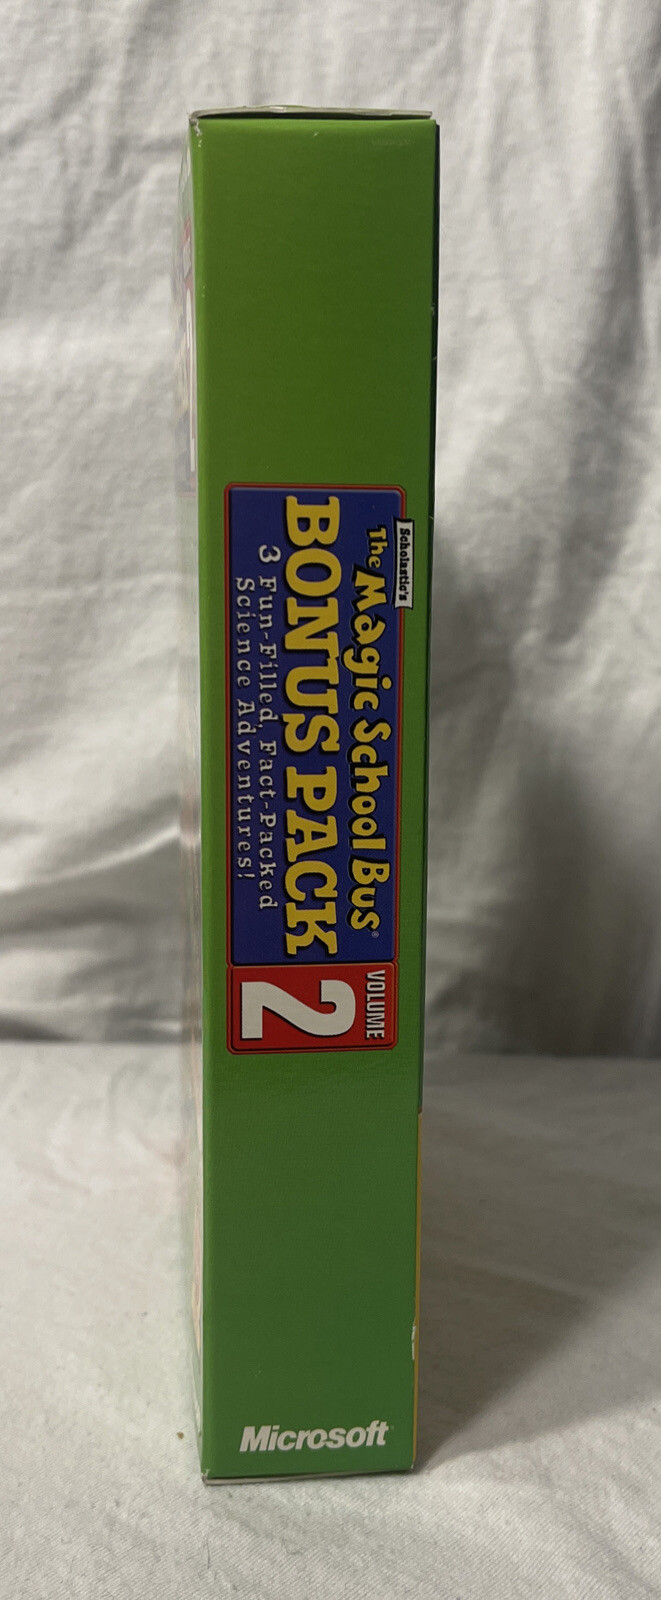 Scholastic's
The Magic School Bus®
BONUS PACK
3 Fun-Filled, Fact-Packed
Science Adventures!
VOLUME
2
Microsoft